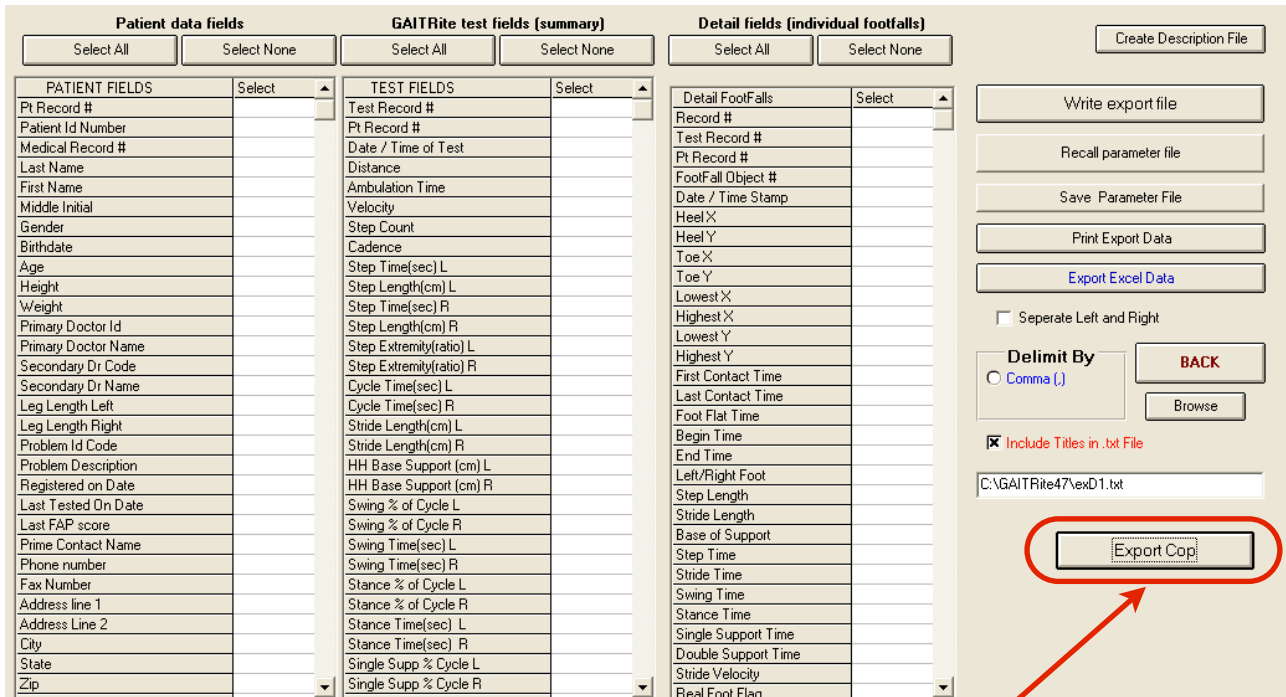 Patient data fields
Select All
Select None
PATIENT FIELDS Select
Pt Record #
Patient Id Number
Medical Record #
Last Name
First Name
Middle Initial
Gender
Birthdate
Age
Height
Weight
Primary Doctor Id
Primary Doctor Name
Secondary Dr Code
Secondary Dr Name
Leg Length Left
Leg Length Right
Problem Id Code
Problem Description
Registered on Date
Last Tested On Date
Last FAP score
Prime Contact Name
Phone number
Fax Number
Address line 1
Address Line 2
City
State
Zip
GAITRite test fields (summary)
Select All
Select None
TEST FIELDS Select
Test Record #
Pt Record #
Date / Time of Test
Distance
Ambulation Time
Velocity
Step Count
Cadence
Step Time(sec) L
Step Length(cm) L
Step Time(sec) R
Step Length(cm) R
Step Extremity(ratio) L
Step Extremity(ratio) R
Cycle Time(sec) L
Cycle Time(sec) R
Stride Length(cm) L
Stride Length(cm) R
HH Base Support (cm) L
HH Base Support (cm) R
Swing % of Cycle L
Swing % of Cycle R
Swing Time(sec) L
Swing Time(sec) R
Stance % of Cycle L
Stance % of Cycle R
Stance Time(sec) L
Stance Time(sec) R
Single Supp % Cycle L
Single Supp % Cycle R
Detail fields (individual footfalls)
Select All
Select None
Detail FootFalls Select
Record #
Test Record #
Pt Record #
FootFall Object #
Date / Time Stamp
Heel X
Heel Y
Toe X
Toe Y
Lowest X
Highest X
Lowest Y
Highest Y
First Contact Time
Last Contact Time
Foot Flat Time
Begin Time
End Time
Left/Right Foot
Step Length
Stride Length
Base of Support
Step Time
Stride Time
Swing Time
Stance Time
Single Support Time
Double Support Time
Stride Velocity
Real Foot Flag
Create Description File
Write export file
Recall parameter file
Save Parameter File
Print Export Data
Export Excel Data
Seperate Left and Right
Delimit By
Comma (,)
BACK
Browse
Include Titles in .txt File
C:\GAITRite47\exD1.txt
Export Cop